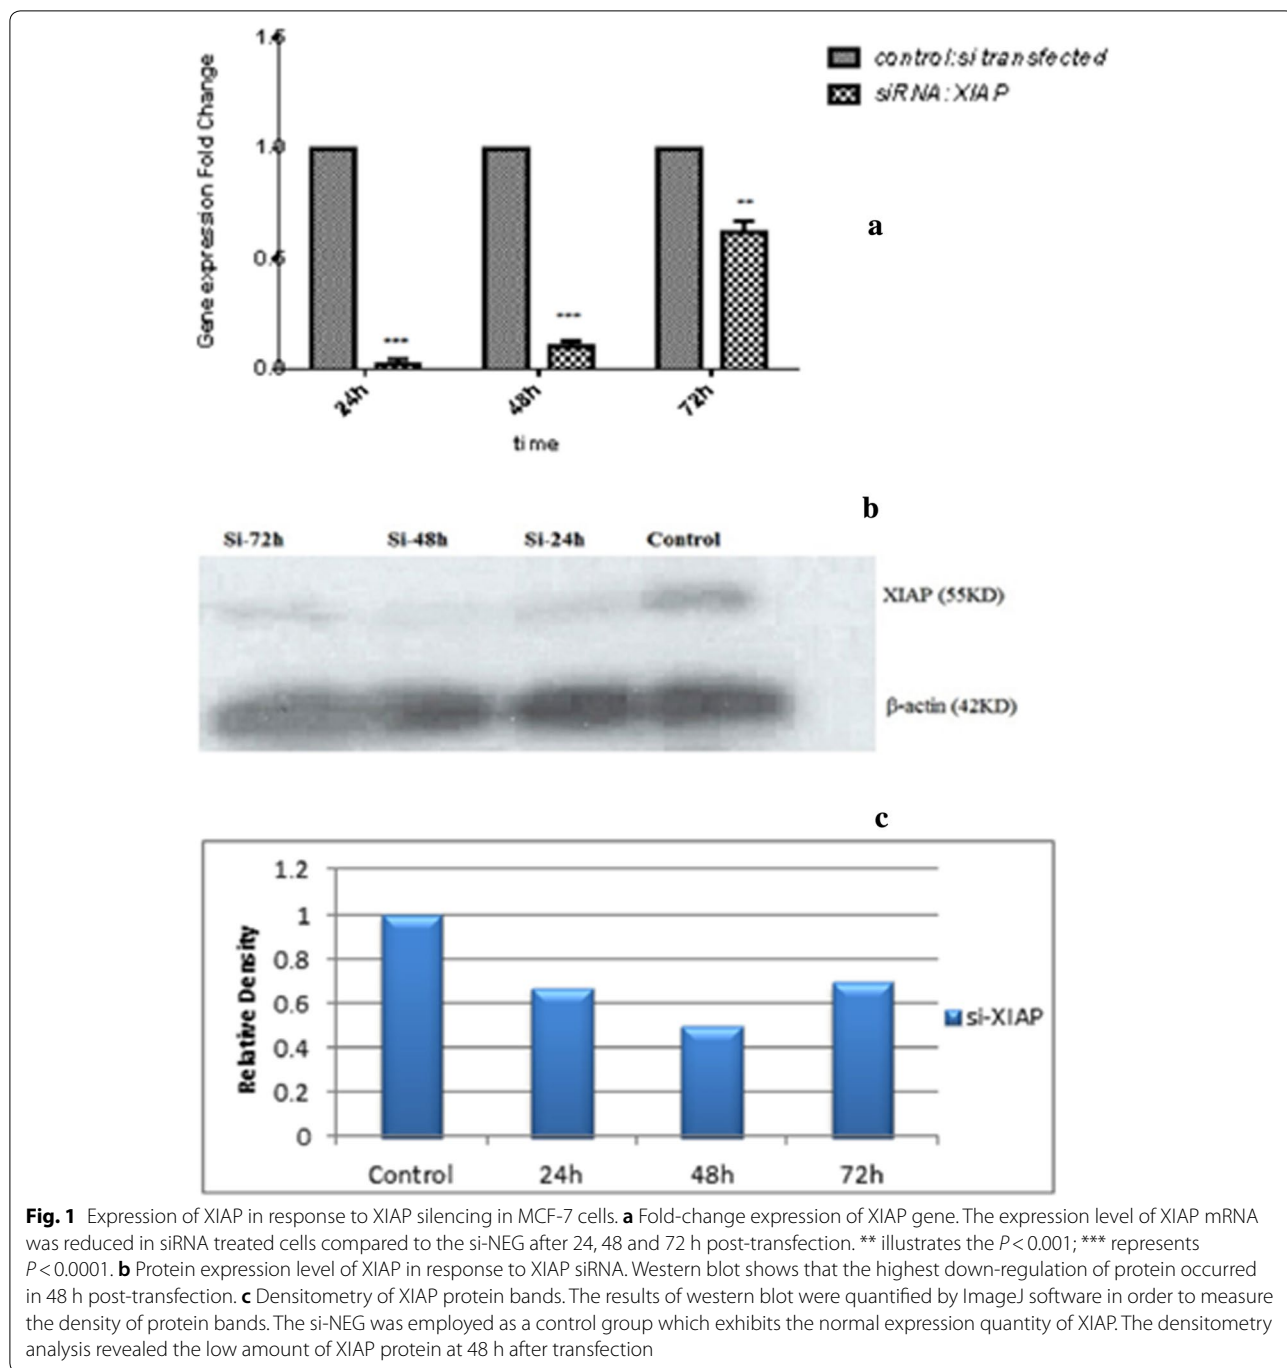 1.5
1.0
0.5
0.0
Gene expression Fold Change
control:si transfected
siRNA:XIAP
a
---
---
--
24h 48h 72h
time
b
Si-72h Si-48h Si-24h Control
XIAP (55KD)
β-actin (42KD)
c
1.2
1
0.8
0.6
0.4
0.2
0
Relative Density
si-XIAP
Control 24h 48h 72h
Fig. 1 Expression of XIAP in response to XIAP silencing in MCF-7 cells. a Fold-change expression of XIAP gene. The expression level of XIAP mRNA
was reduced in siRNA treated cells compared to the si-NEG after 24, 48 and 72 h post-transfection. ** illustrates the P < 0.001; *** represents
P < 0.0001. b Protein expression level of XIAP in response to XIAP siRNA. Western blot shows that the highest down-regulation of protein occurred
in 48 h post-transfection. c Densitometry of XIAP protein bands. The results of western blot were quantified by ImageJ software in order to measure
the density of protein bands. The si-NEG was employed as a control group which exhibits the normal expression quantity of XIAP. The densitometry
analysis revealed the low amount of XIAP protein at 48 h after transfection